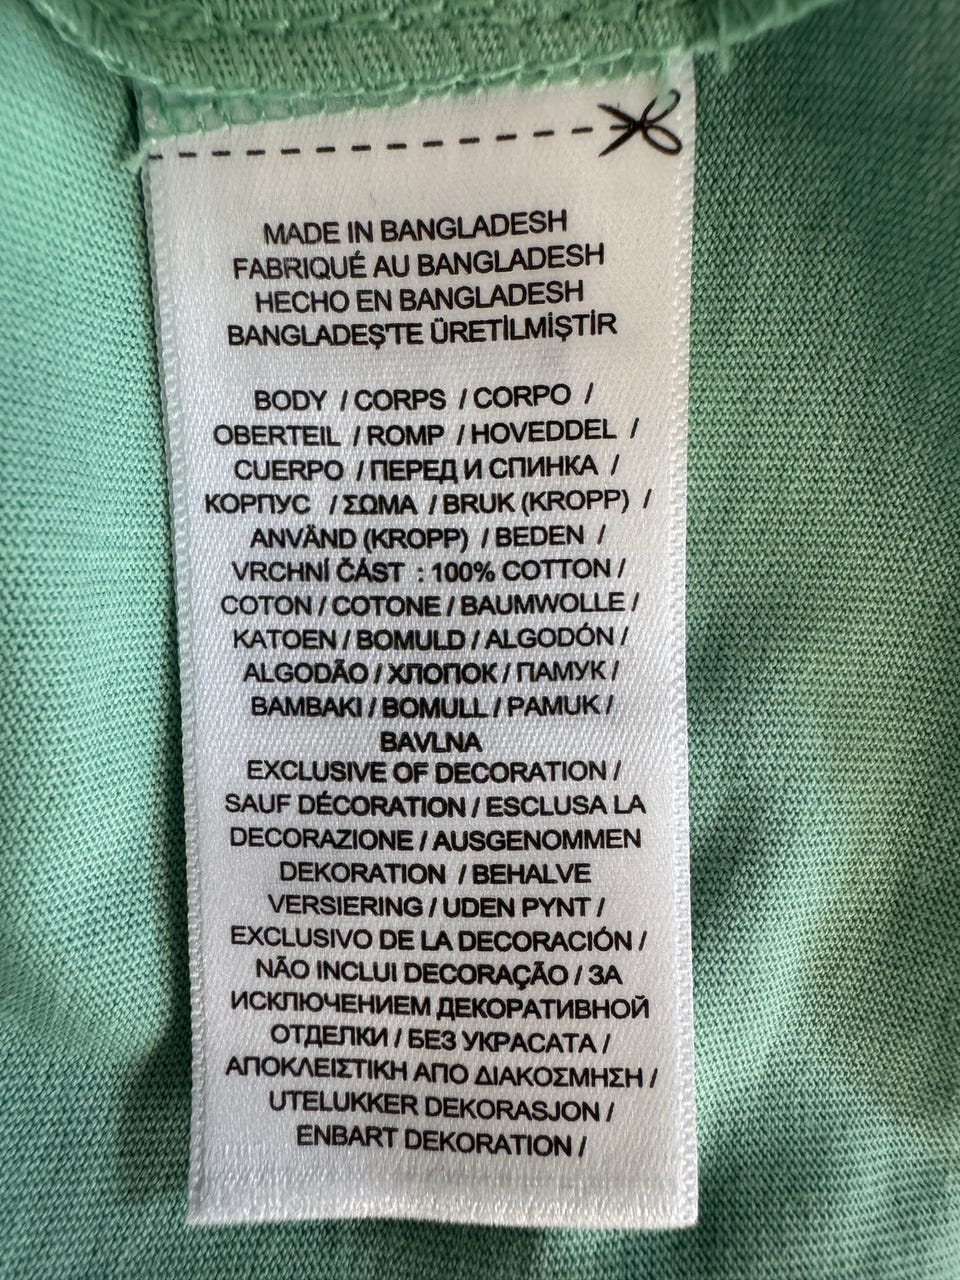 MADE IN BANGLADESH
FABRIQUÉ AU BANGLADESH
HECHO EN BANGLADESH
BANGLADEŞ'TE ÜRETİLMİŞTİR
BODY / CORPS / CORPO /
OBERTEIL / ROMP / HOVEDDEL /
CUERPO / ПЕРЕД И СПИНКА /
КОРПУС / ΣΩΜΑ / BRUK (KROPP) /
ANVÄND (KROPP) / BEDEN /
VRCHNÍ ČÁST : 100% COTTON /
COTON / COTONE / BAUMWOLLE /
KATOEN / BOMULD / ALGODÓN /
ALGODÃO / ХЛОПОК / ПАМУК /
BAMBAKI / BOMULL / PAMUK /
BAVLNA
EXCLUSIVE OF DECORATION /
SAUF DÉCORATION / ESCLUSA LA
DECORAZIONE / AUSGENOMMEN
DEKORATION / BEHALVE
VERSIERING / UDEN PYNT /
EXCLUSIVO DE LA DECORACIÓN /
NÃO INCLUI DECORAÇÃO / ЗА
ИСКЛЮЧЕНИЕМ ДЕКОРАТИВНОЙ
ОТДЕЛКИ / БЕЗ УКРАСАТА /
ΑΠΟΚΛΕΙΣΤΙΚΗ ΑΠΟ ΔΙΑΚΟΣΜΗΣΗ /
UTELUKKER DEKORASJON /
ENBART DEKORATION /